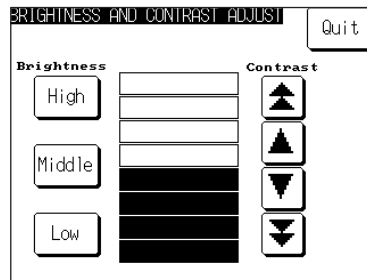 BRIGHTNESS AND CONTRAST ADJUST
Quit
Brightness
Contrast
High
Middle
Low